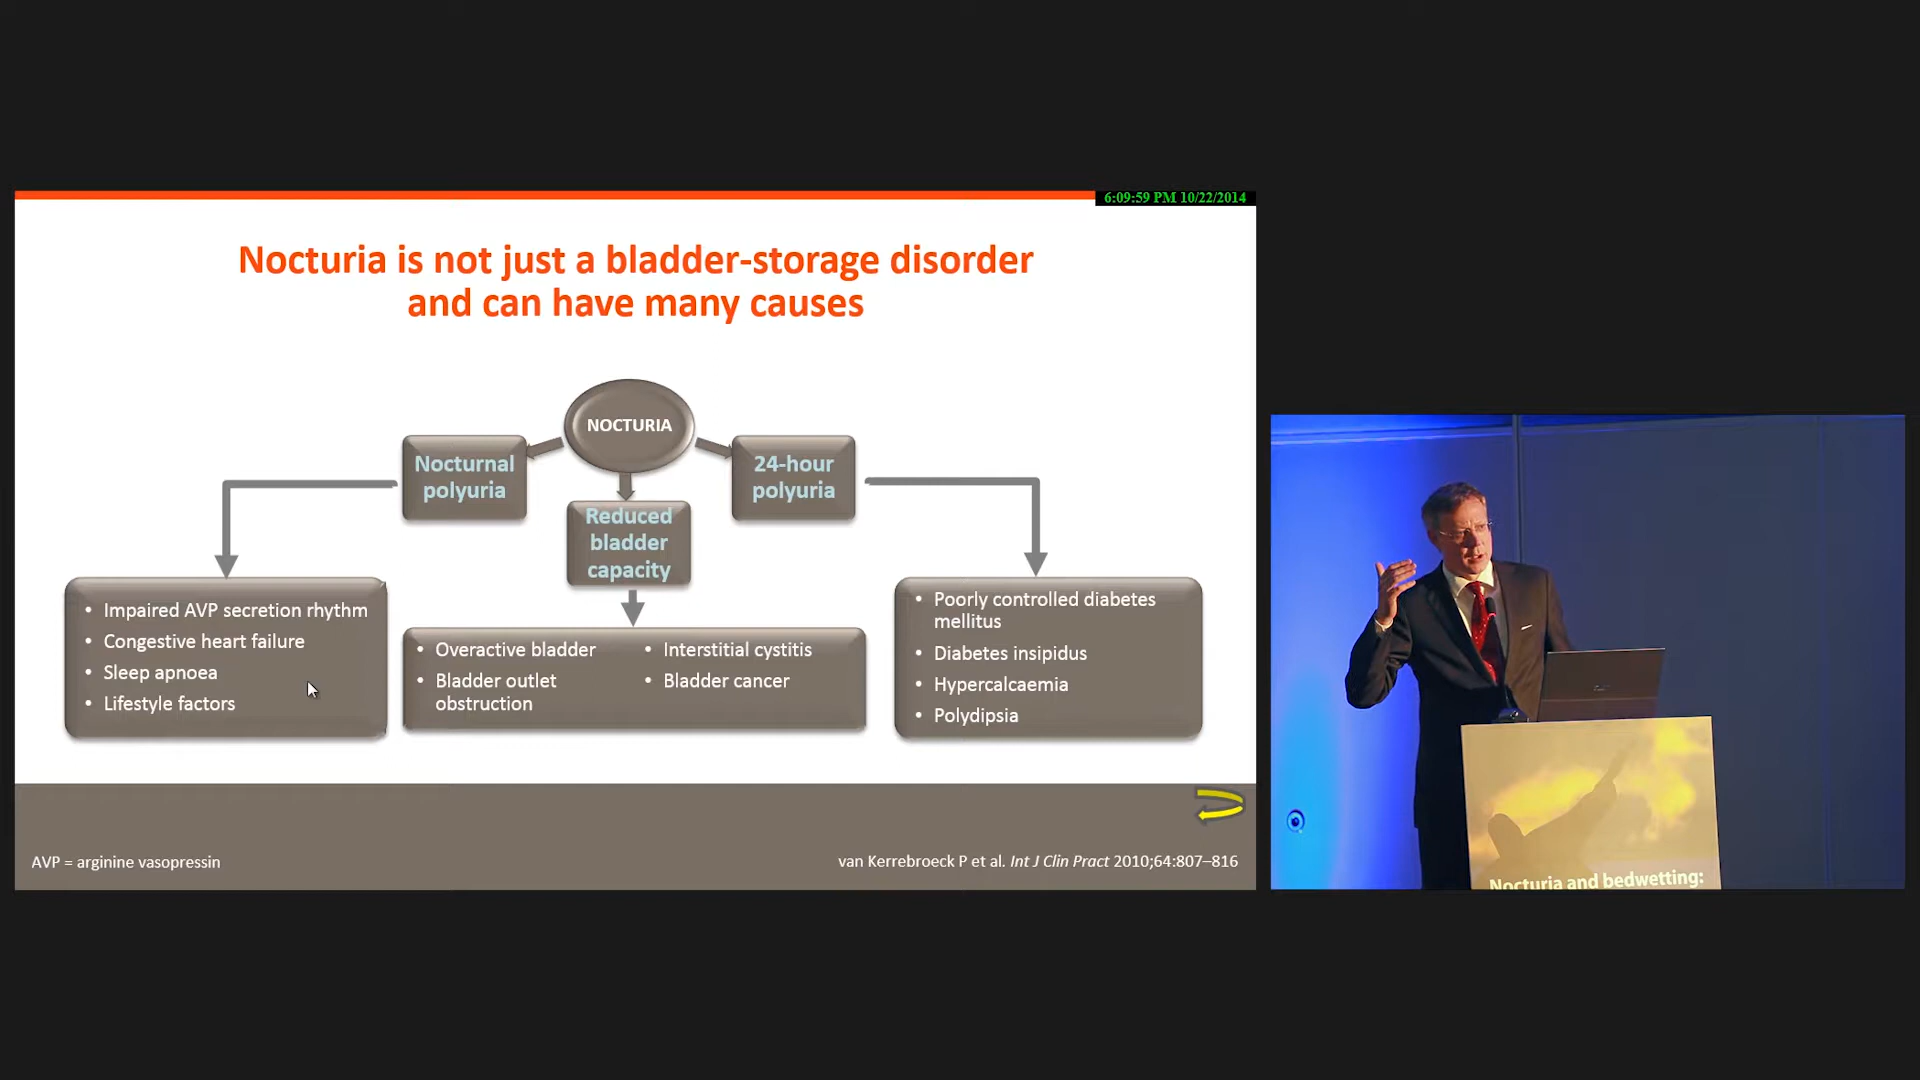 6:09:59 PM 10/22/2014
Nocturia is not just a bladder-storage disorder
and can have many causes
NOCTURIA
Nocturnal
polyuria
Reduced
bladder
capacity
24-hour
polyuria
• Impaired AVP secretion rhythm
• Congestive heart failure
• Sleep apnoea
• Lifestyle factors
• Overactive bladder
• Bladder outlet
obstruction
• Interstitial cystitis
• Bladder cancer
• Poorly controlled diabetes
mellitus
• Diabetes insipidus
• Hypercalcaemia
• Polydipsia
AVP = arginine vasopressin
van Kerrebroeck P et al. Int J Clin Pract 2010;64:807–816
Nocturia and bedwetting: